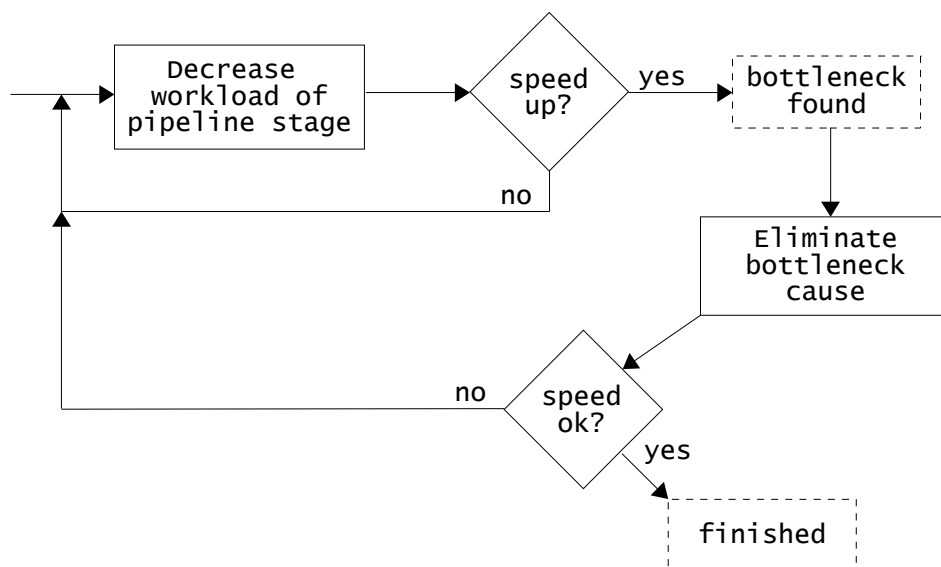 Decrease
workload of
pipeline stage
speed
up?
yes
bottleneck
found
no
Eliminate
bottleneck
cause
speed
ok?
no
yes
finished